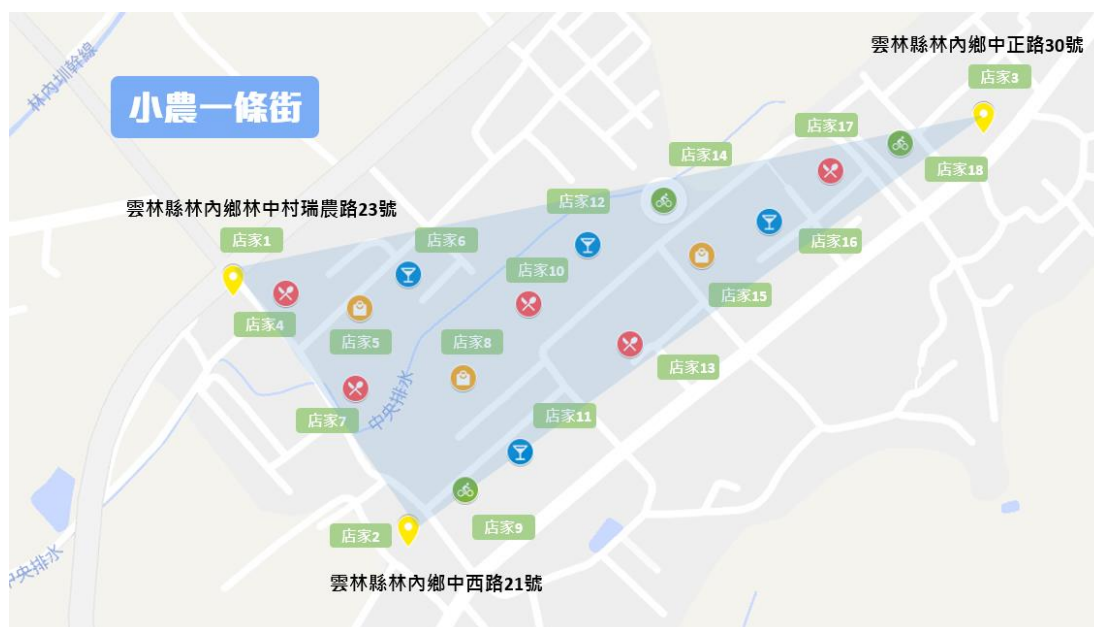 雲林縣林內鄉中正路30號
店家3
林內圳幹線
小農一條街
店家17
店家14
店家18
店家12
雲林縣林內鄉林中村瑞農路23號
店家1
店家6
店家16
店家10
店家15
店家4
店家5
店家8
店家13
中央排水
店家7
店家11
店家2
店家9
中央排水
雲林縣林內鄉中西路21號